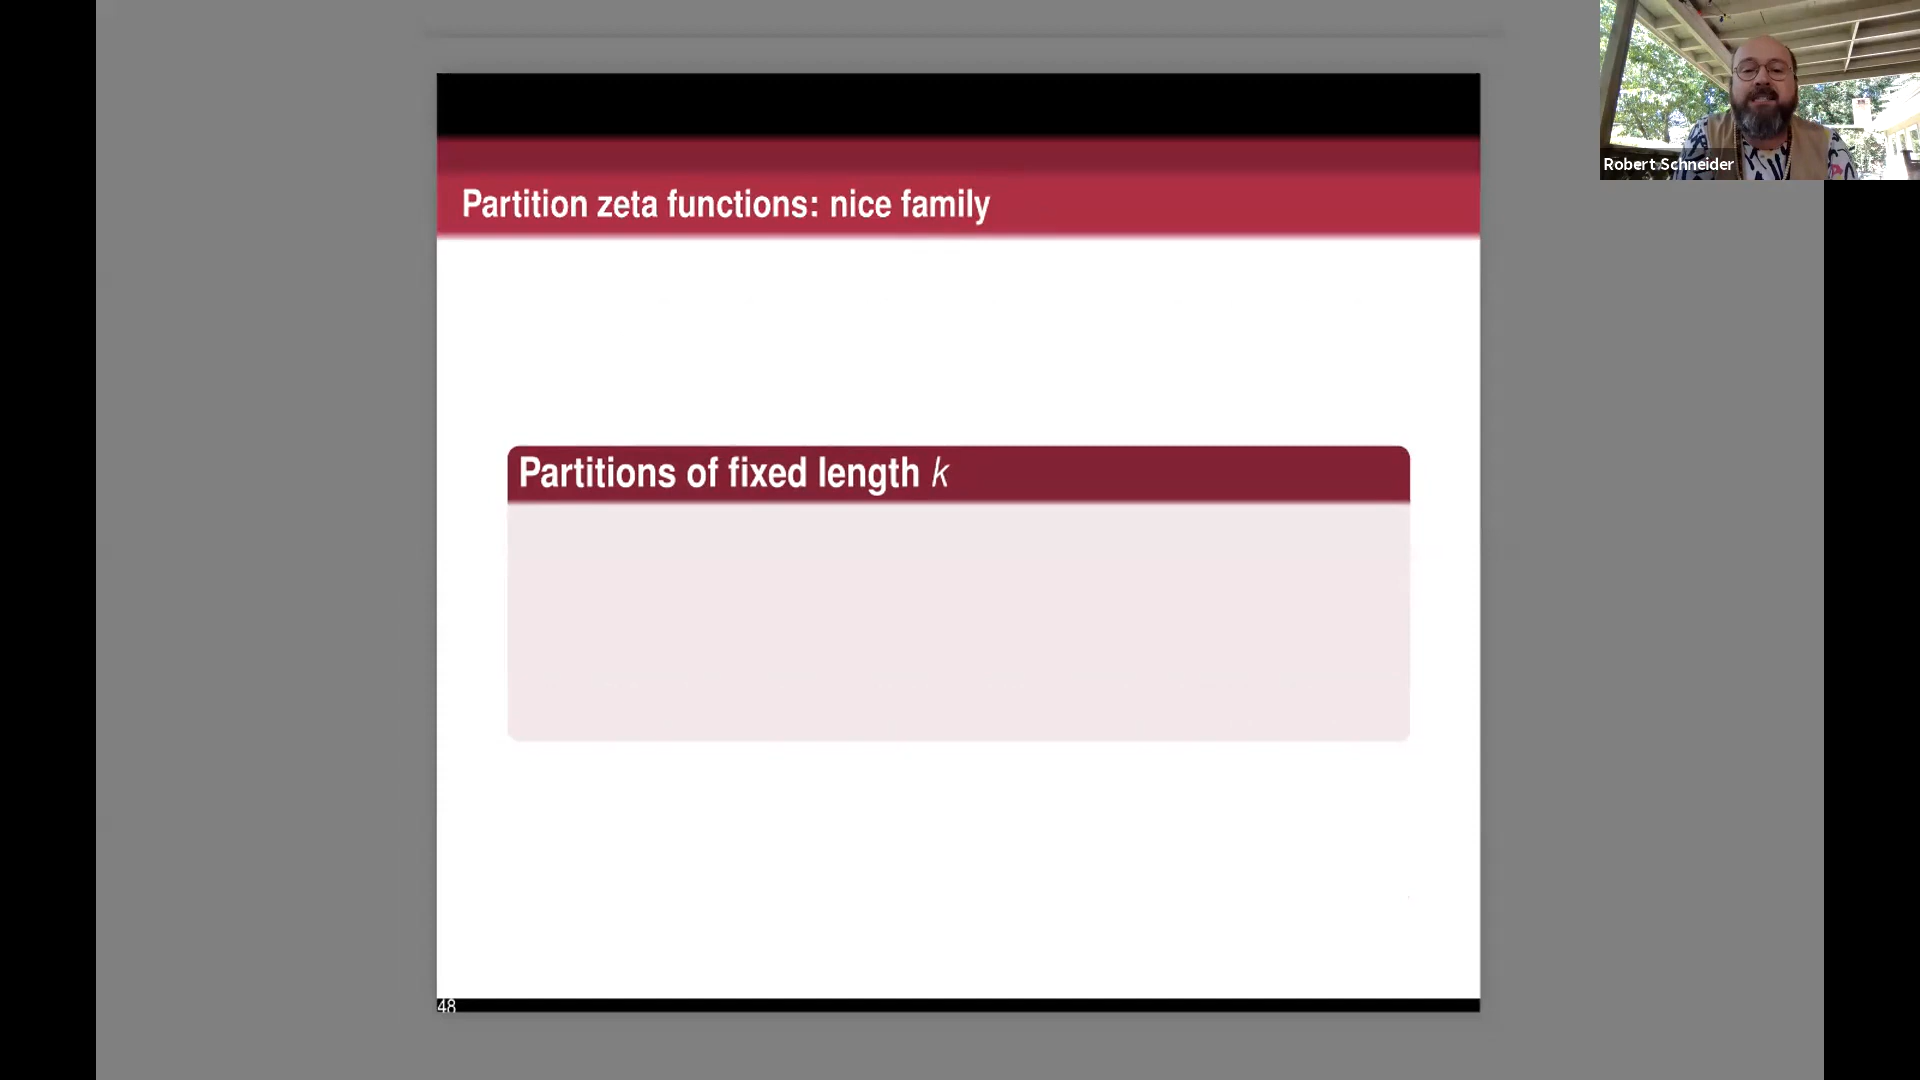 Partition zeta functions: nice family
Robert Schneider
Partitions of fixed length k
48